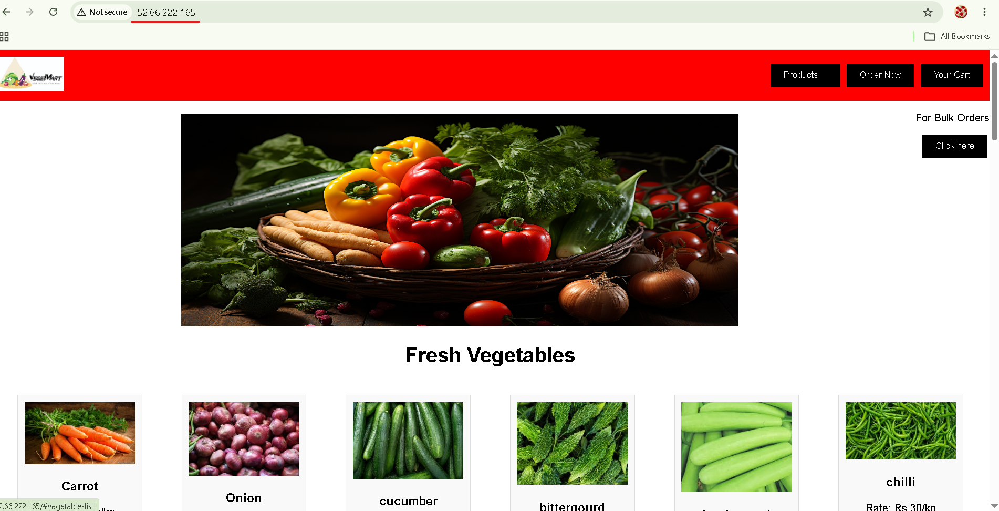 Not secure 52.66.222.165
All Bookmarks
VEGEMART
Products Order Now Your Cart
For Bulk Orders
Click here
Fresh Vegetables
Carrot
Onion
cucumber
bittergourd
chilli
Rate: Rs 30/kg
2.66.222.165/#vegetable-list